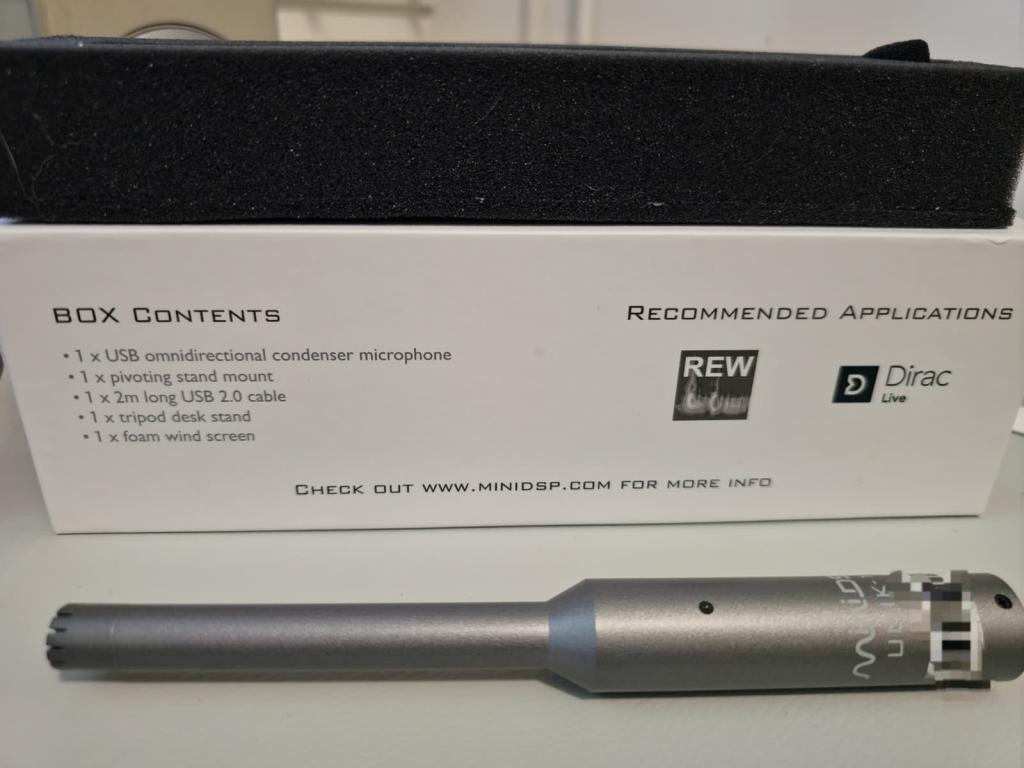 BOX CONTENTS
• 1 x USB omnidirectional condenser microphone
• 1 x pivoting stand mount
• 1 x 2m long USB 2.0 cable
• 1 x tripod desk stand
• 1 x foam wind screen
RECOMMENDED APPLICATIONS
REW
Dirac
Live
CHECK OUT WWW.MINIDSP.COM FOR MORE INFO